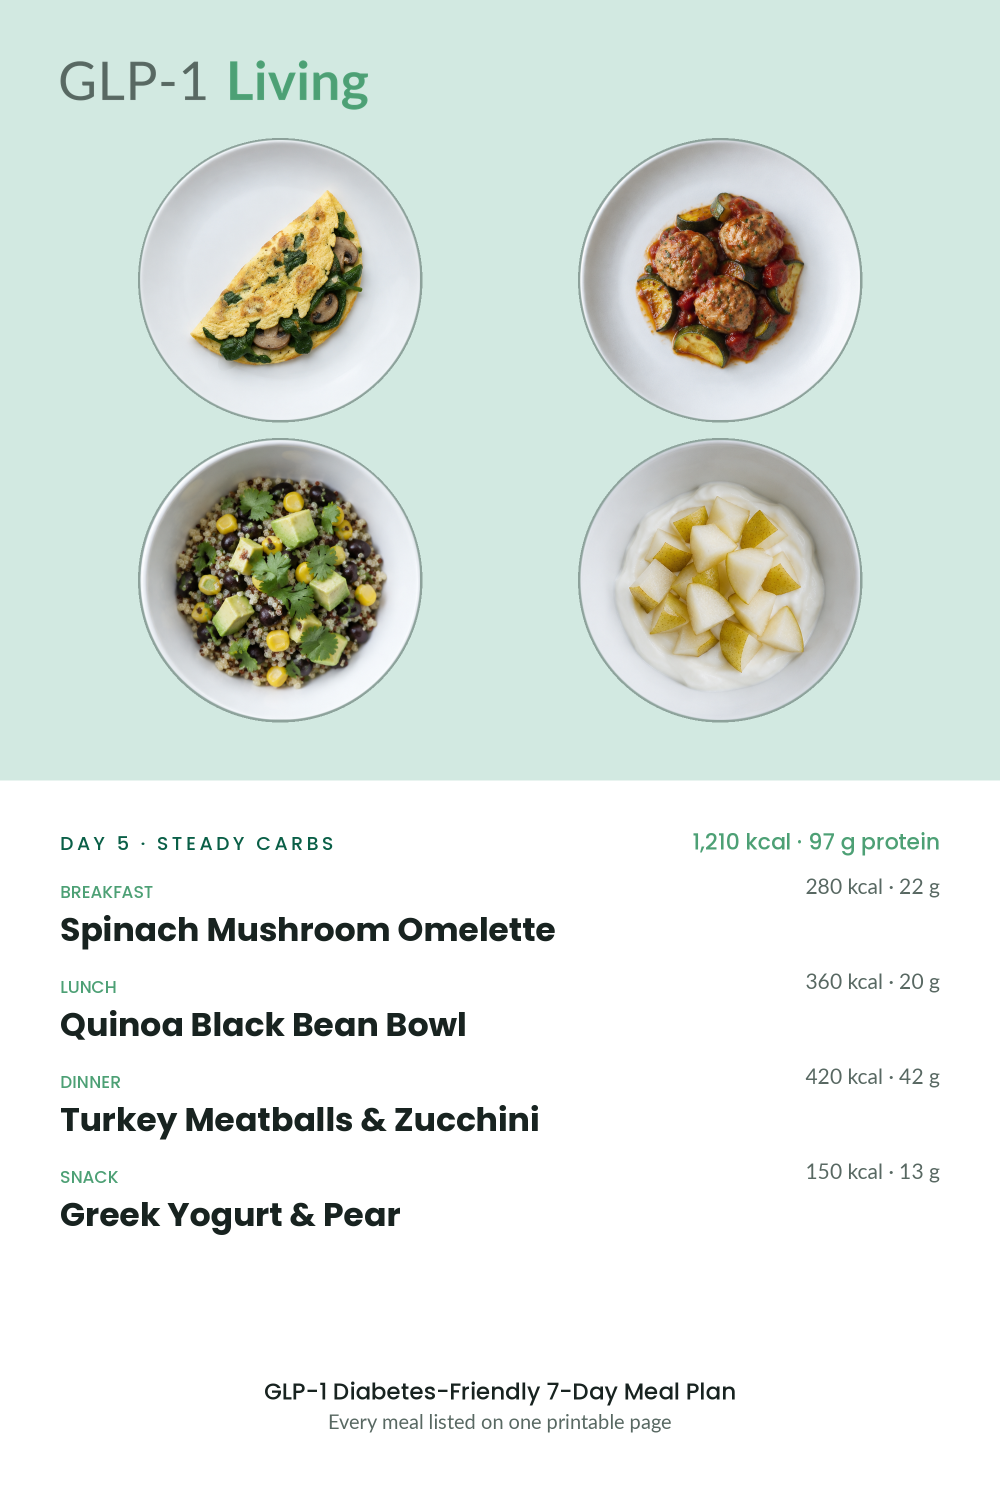 GLP-1 Living
DAY 5 · STEADY CARBS
1,210 kcal · 97 g protein
BREAKFAST
280 kcal · 22 g
Spinach Mushroom Omelette
LUNCH
360 kcal · 20 g
Quinoa Black Bean Bowl
DINNER
420 kcal · 42 g
Turkey Meatballs & Zucchini
SNACK
150 kcal · 13 g
Greek Yogurt & Pear
GLP-1 Diabetes-Friendly 7-Day Meal Plan
Every meal listed on one printable page